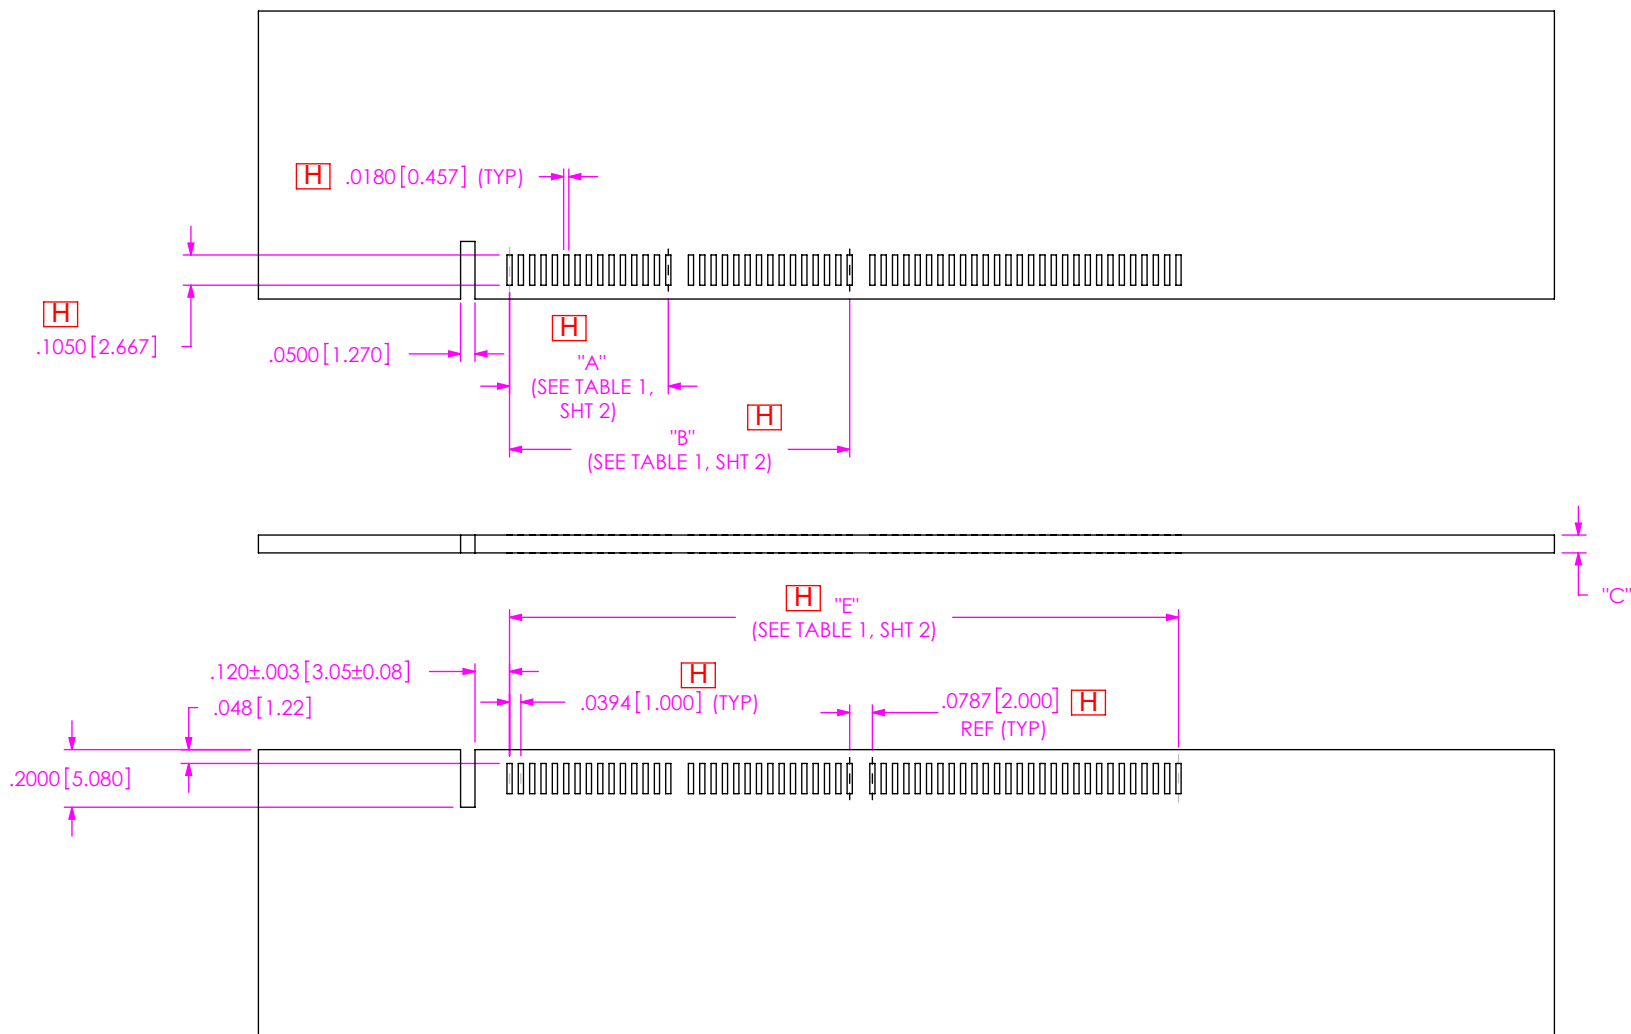 H .0180[0.457] (TYP)
H
.1050[2.667]
.0500[1.270]
H
"A"
(SEE TABLE 1,
SHT 2)
H
"B"
(SEE TABLE 1, SHT 2)
"C"
H "E"
(SEE TABLE 1, SHT 2)
.120±.003[3.05±0.08]
H
.0394[1.000] (TYP)
.048[1.22]
.0787[2.000] H
REF (TYP)
.2000[5.080]